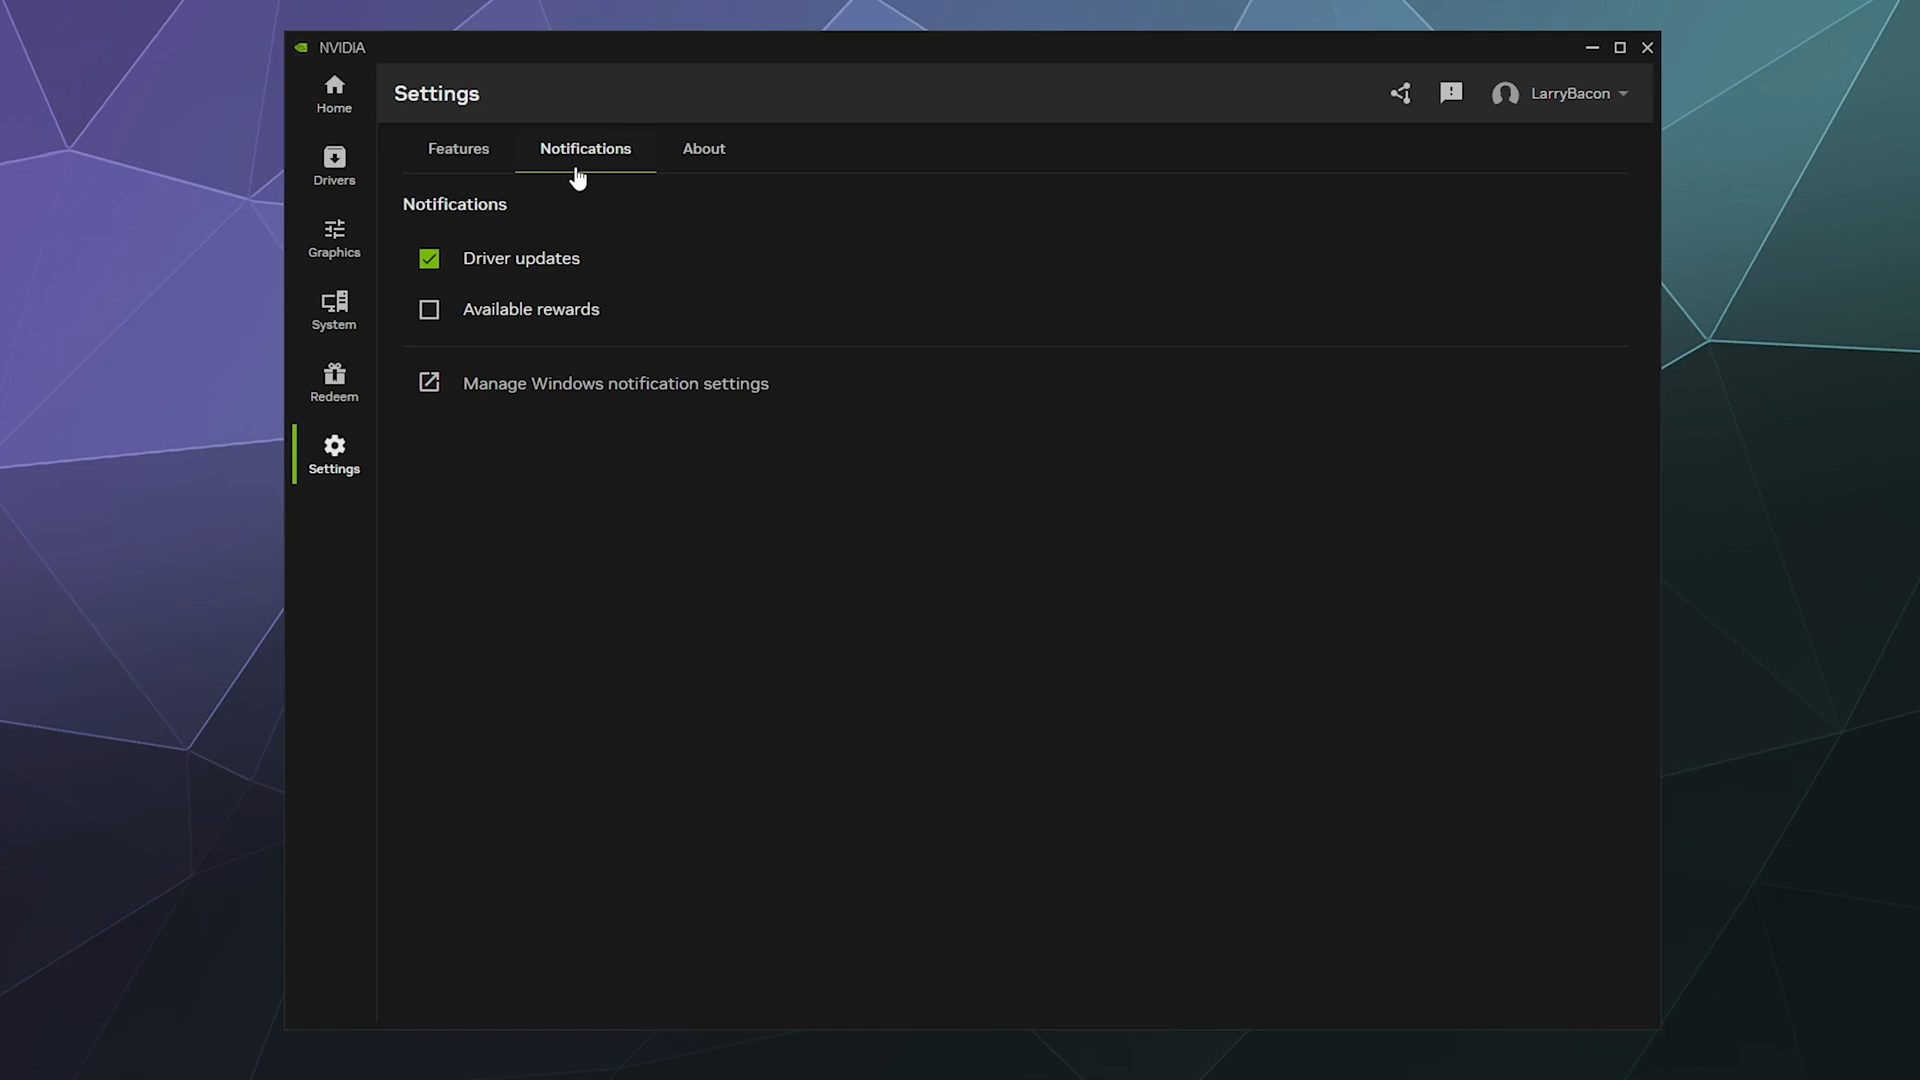 NVIDIA
Home
Drivers
Graphics
System
Redeem
Settings
Settings
LarryBacon
Features
Notifications
About
Notifications
Driver updates
Available rewards
Manage Windows notification settings